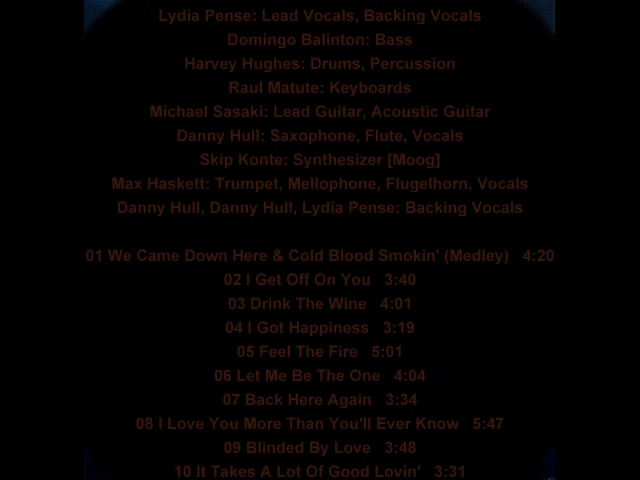 Lydia Pense: Lead Vocals, Backing Vocals
Domingo Balinton: Bass
Harvey Hughes: Drums, Percussion
Raul Matute: Keyboards
Michael Sasaki: Lead Guitar, Acoustic Guitar
Danny Hull: Saxophone, Flute, Vocals
Skip Konte: Synthesizer [Moog]
Max Haskett: Trumpet, Mellophone, Flugelhorn, Vocals
Danny Hull, Danny Hull, Lydia Pense: Backing Vocals
01 We Came Down Here & Cold Blood Smokin' (Medley) 4:20
02 I Get Off On You 3:40
03 Drink The Wine 4:01
04 I Got Happiness 3:19
05 Feel The Fire 5:01
06 Let Me Be The One 4:04
07 Back Here Again 3:34
08 I Love You More Than You'll Ever Know 5:47
09 Blinded By Love 3:48
10 It Takes A Lot Of Good Lovin' 3:31